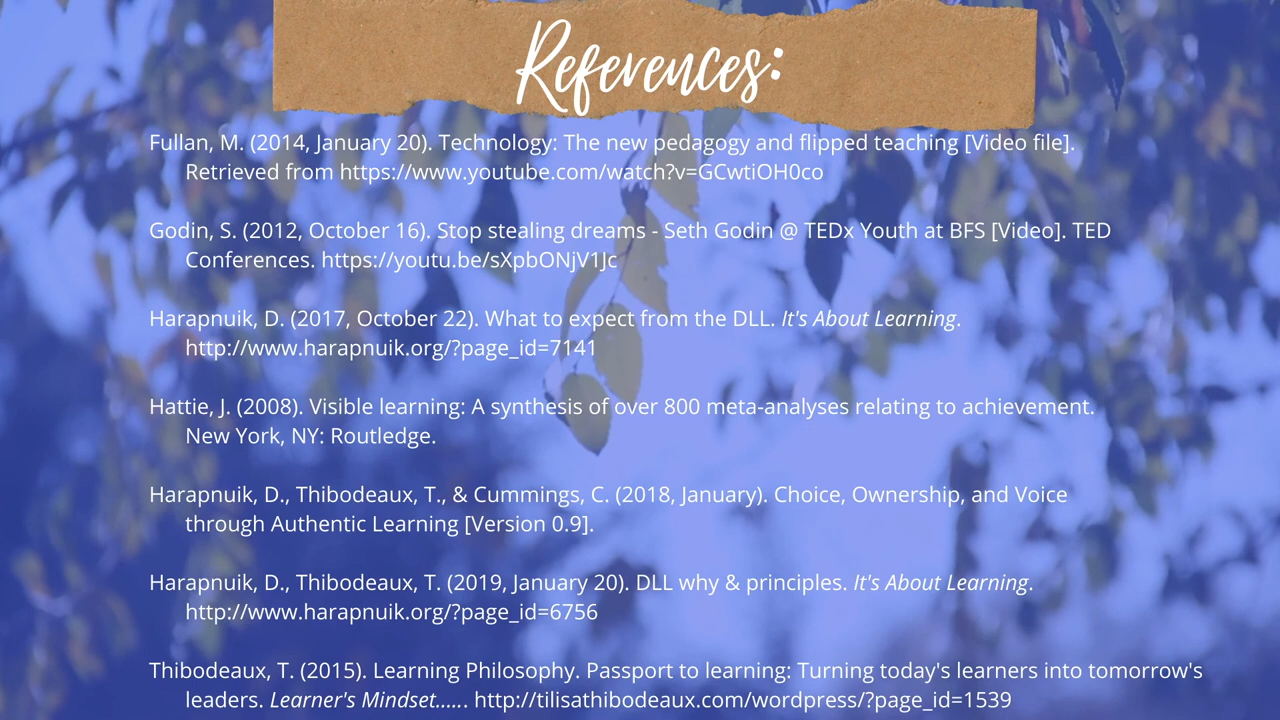 References:
Fullan, M. (2014, January 20). Technology: The new pedagogy and flipped teaching [Video file].
Retrieved from https://www.youtube.com/watch?v=GCwtiOH0co
Godin, S. (2012, October 16). Stop stealing dreams - Seth Godin @ TEDx Youth at BFS [Video]. TED
Conferences. https://youtu.be/sXpbONjV1Jc
Harapnuik, D. (2017, October 22). What to expect from the DLL. It's About Learning.
http://www.harapnuik.org/?page_id=7141
Hattie, J. (2008). Visible learning: A synthesis of over 800 meta-analyses relating to achievement.
New York, NY: Routledge.
Harapnuik, D., Thibodeaux, T., & Cummings, C. (2018, January). Choice, Ownership, and Voice
through Authentic Learning [Version 0.9].
Harapnuik, D., Thibodeaux, T. (2019, January 20). DLL why & principles. It's About Learning.
http://www.harapnuik.org/?page_id=6756
Thibodeaux, T. (2015). Learning Philosophy. Passport to learning: Turning today's learners into tomorrow's
leaders. Learner's Mindset...... http://tilisathibodeaux.com/wordpress/?page_id=1539